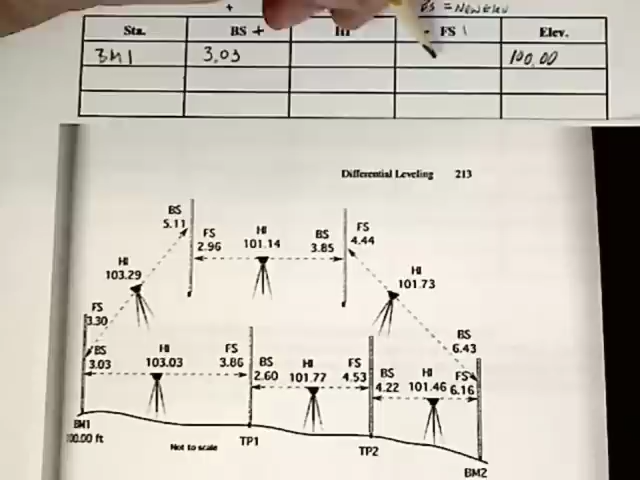 +
= New Elev
Sta. BS + HI - FS Elev.
BM1 3.03 100.00
Differential Leveling 213
BS
5.11
FS
2.96
HI
101.14
BS
3.85
FS
4.44
HI
103.29
HI
101.73
FS
3.30
BS
3.03
HI
103.03
FS
3.86
BS
2.60
HI
101.77
FS
4.53
BS
4.22
HI
101.46
BS
6.43
FS
6.16
BM1
100.00 ft
Not to scale
TP1
TP2
BM2